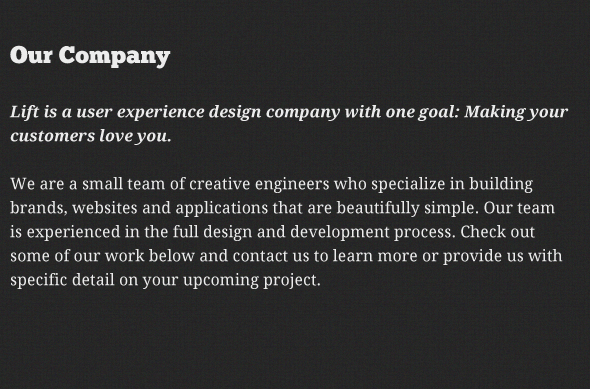 Our Company
Lift is a user experience design company with one goal: Making your
customers love you.
We are a small team of creative engineers who specialize in building
brands, websites and applications that are beautifully simple. Our team
is experienced in the full design and development process. Check out
some of our work below and contact us to learn more or provide us with
specific detail on your upcoming project.